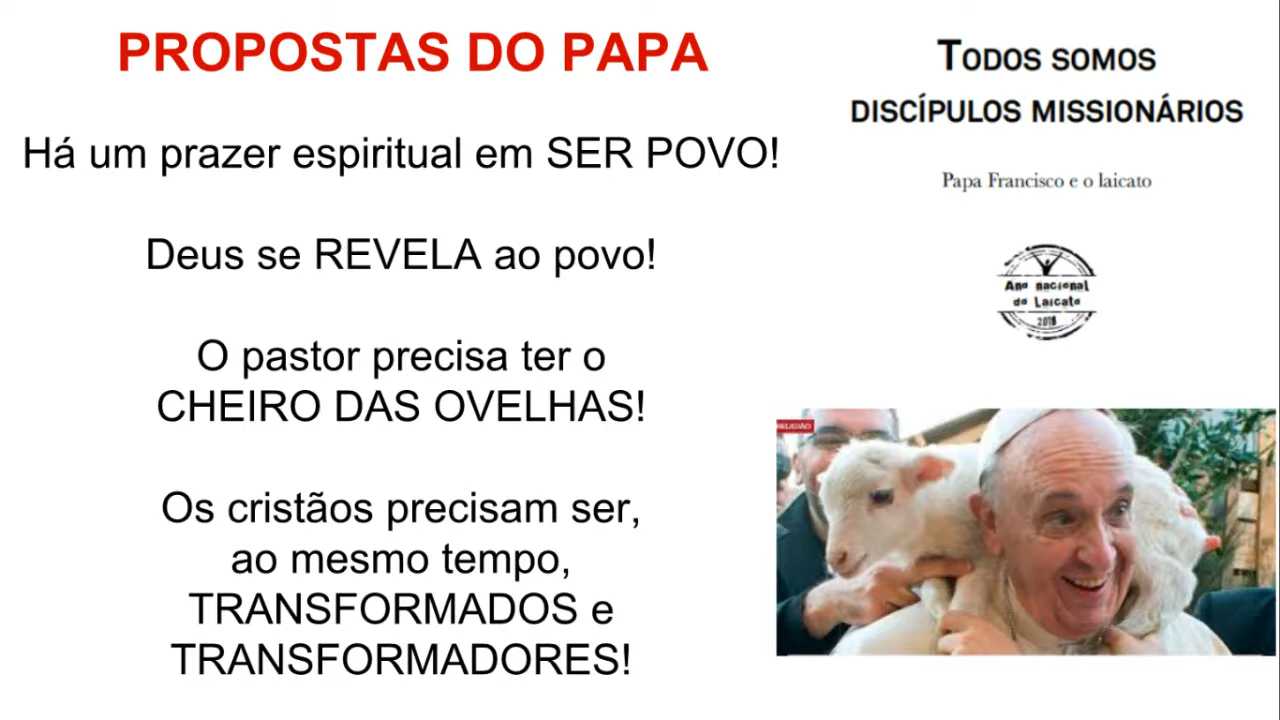 PROPOSTAS DO PAPA
Há um prazer espiritual em SER POVO!
Deus se REVELA ao povo!
O pastor precisa ter o
CHEIRO DAS OVELHAS!
Os cristãos precisam ser,
ao mesmo tempo,
TRANSFORMADOS e
TRANSFORMADORES!
TODOS SOMOS
DISCÍPULOS MISSIONÁRIOS
Papa Francisco e o laicato
Ano nacional
do Laicato
2018
RELIGIÃO